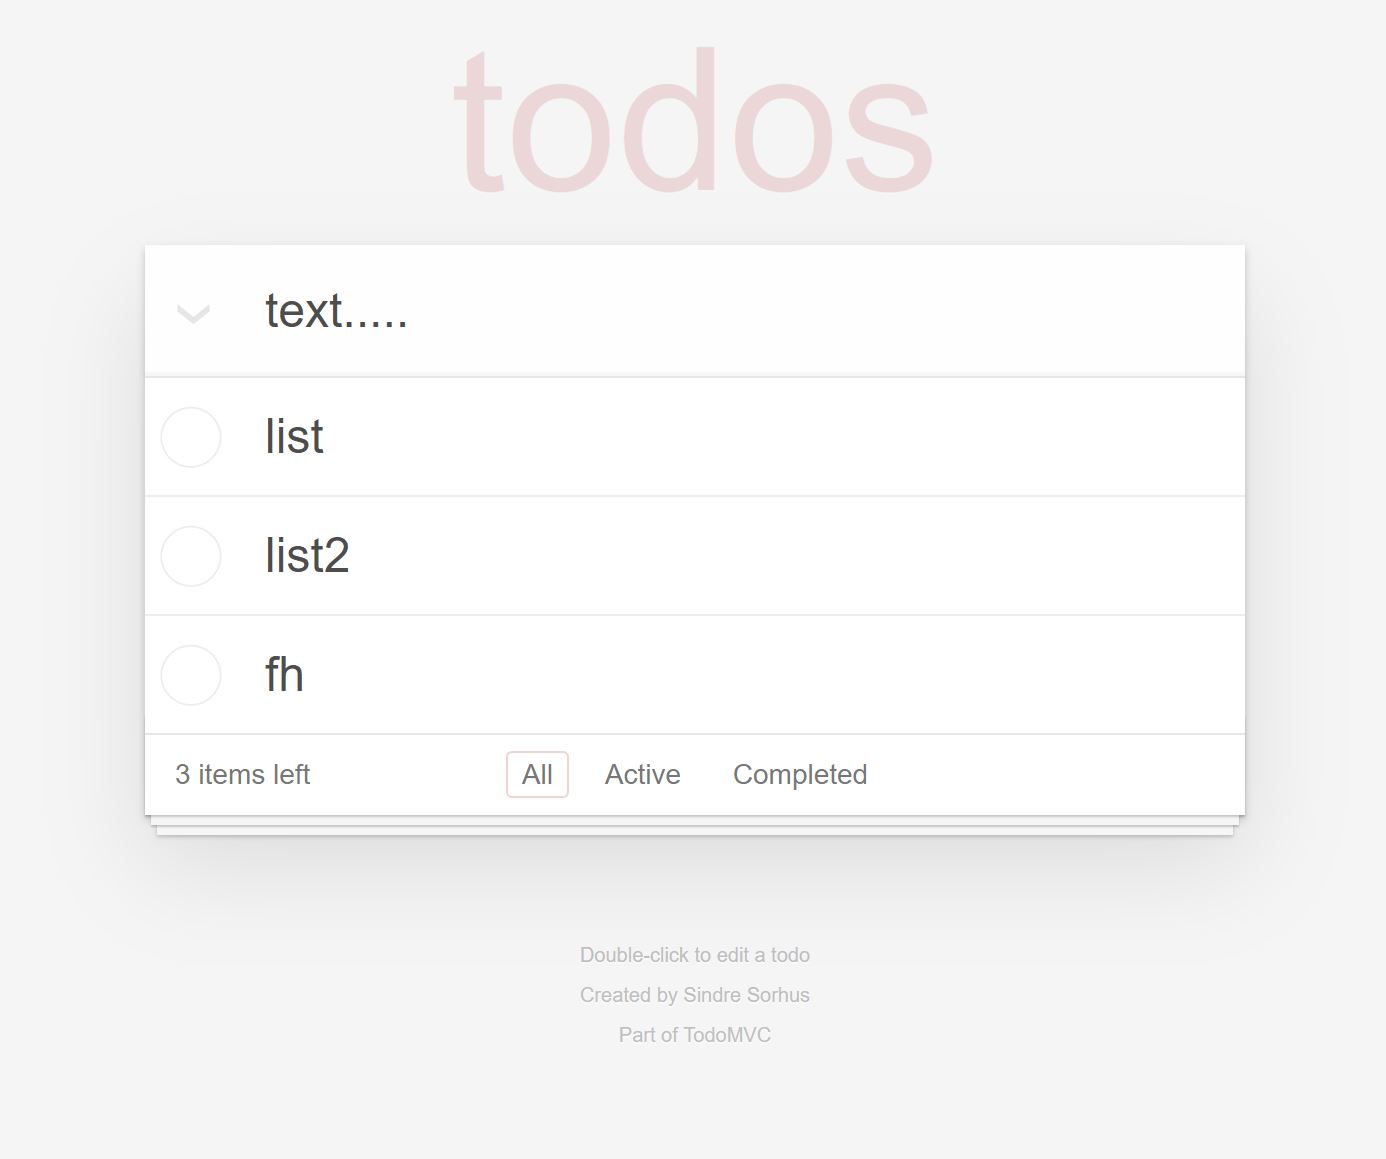 todos
text.....
list
list2
fh
3 items left All Active Completed
Double-click to edit a todo
Created by Sindre Sorhus
Part of TodoMVC